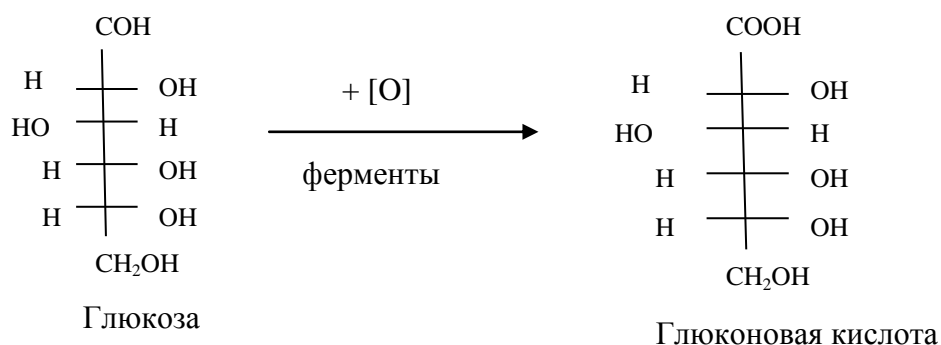 COH
H OH
HO H
H OH
H OH
CH₂OH
Глюкоза
+ [O]
ферменты
COOH
H OH
HO H
H OH
H OH
CH₂OH
Глюконовая кислота